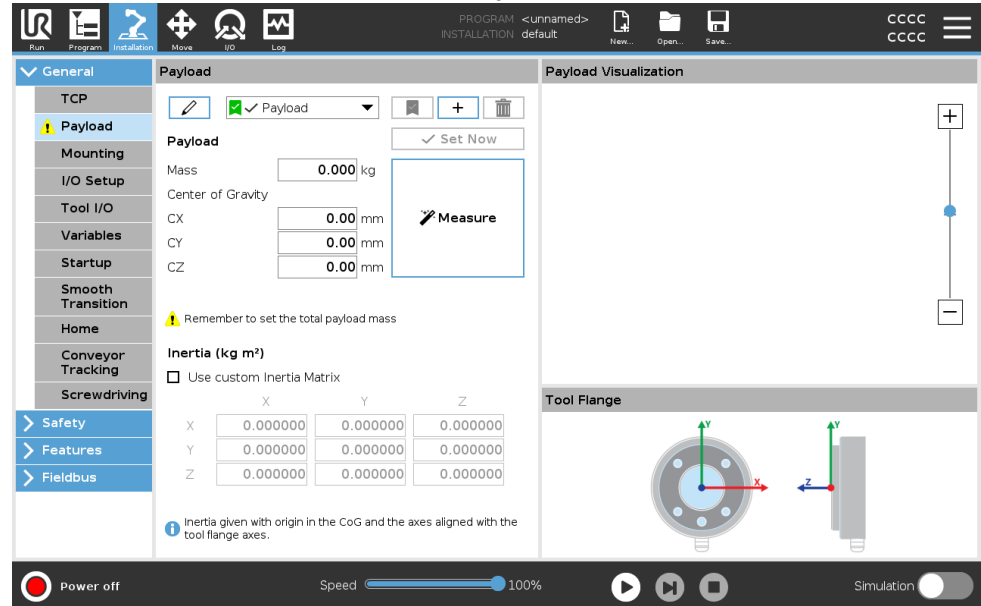 PROGRAM <unnamed>
INSTALLATION default
CCCC
CCCC
UR
Run
Program
Installation
Move
I/O
Log
New...
Open...
Save...
General
TCP
Payload
Mounting
I/O Setup
Tool I/O
Variables
Startup
Smooth
Transition
Home
Conveyor
Tracking
Screwdriving
Safety
Features
Fieldbus
Payload
Payload
Payload
Set Now
Mass 0.000 kg
Center of Gravity
CX 0.00 mm
CY 0.00 mm
CZ 0.00 mm
Measure
Remember to set the total payload mass
Inertia (kg m²)
Use custom Inertia Matrix
X Y Z
X 0.000000 0.000000 0.000000
Y 0.000000 0.000000 0.000000
Z 0.000000 0.000000 0.000000
Inertia given with origin in the CoG and the axes aligned with the
tool flange axes.
Payload Visualization
Tool Flange
Y
X
Y
Z
Power off
Speed 100%
Simulation